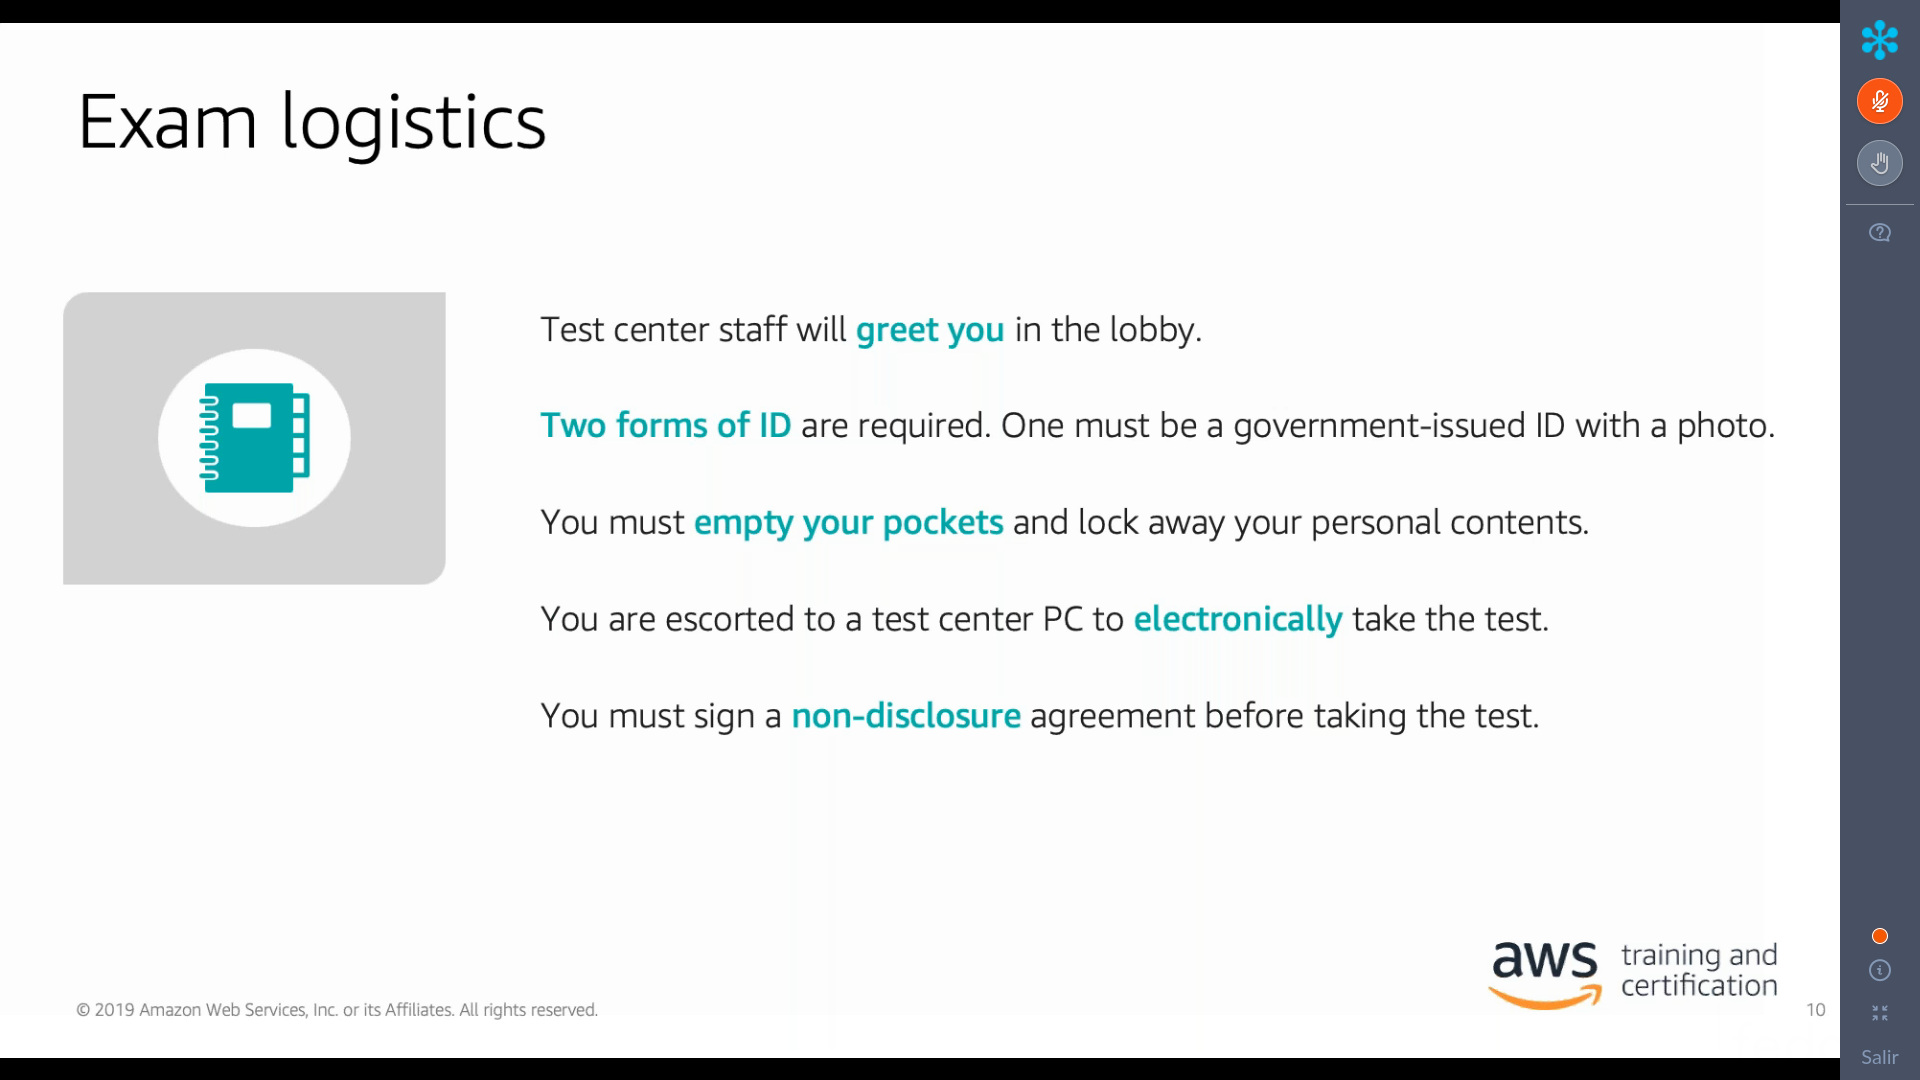 Exam logistics
Test center staff will greet you in the lobby.
Two forms of ID are required. One must be a government-issued ID with a photo.
You must empty your pockets and lock away your personal contents.
You are escorted to a test center PC to electronically take the test.
You must sign a non-disclosure agreement before taking the test.
aws training and
certification
© 2019 Amazon Web Services, Inc. or its Affiliates. All rights reserved.
10
Salir